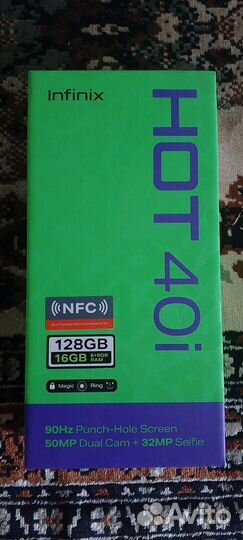 Infinix
HOT 40i
((NFC))
128GB
16GB 8+8GB RAM
Magic Ring
90Hz Punch-Hole Screen
50MP Dual Cam + 32MP Selfie
Avito